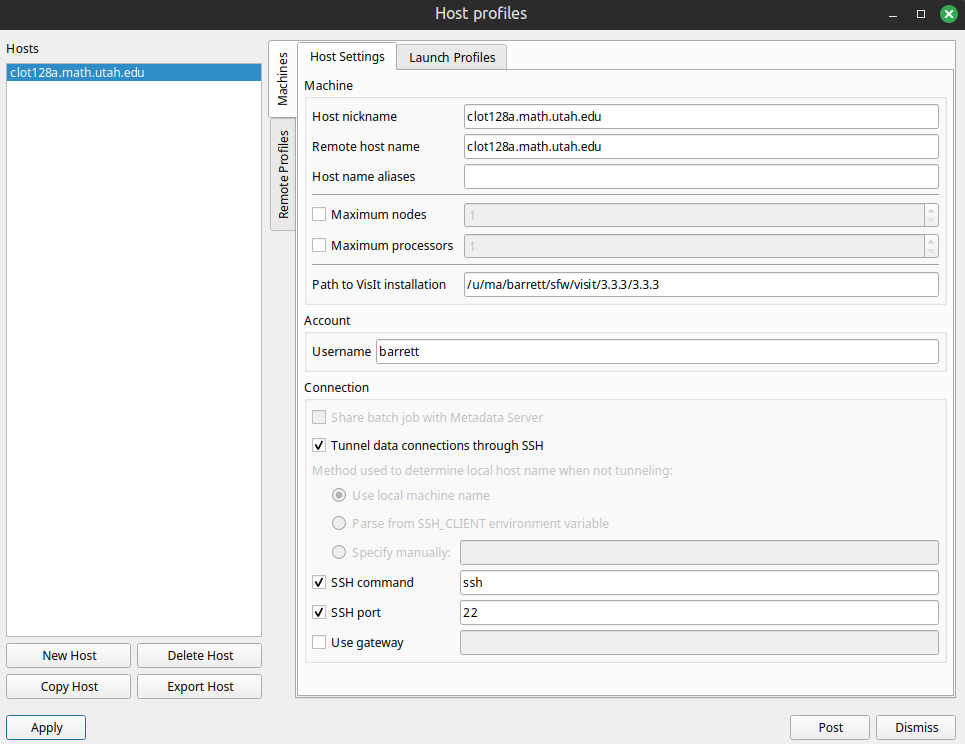 Host profiles
Hosts
clot128a.math.utah.edu
New Host
Delete Host
Copy Host
Export Host
Machines
Remote Profiles
Host Settings
Launch Profiles
Machine
Host nickname clot128a.math.utah.edu
Remote host name clot128a.math.utah.edu
Host name aliases
Maximum nodes 1
Maximum processors 1
Path to VisIt installation /u/ma/barrett/sfw/visit/3.3.3/3.3.3
Account
Username barrett
Connection
Share batch job with Metadata Server
Tunnel data connections through SSH
Method used to determine local host name when not tunneling:
Use local machine name
Parse from SSH_CLIENT environment variable
Specify manually:
SSH command ssh
SSH port 22
Use gateway
Apply
Post
Dismiss